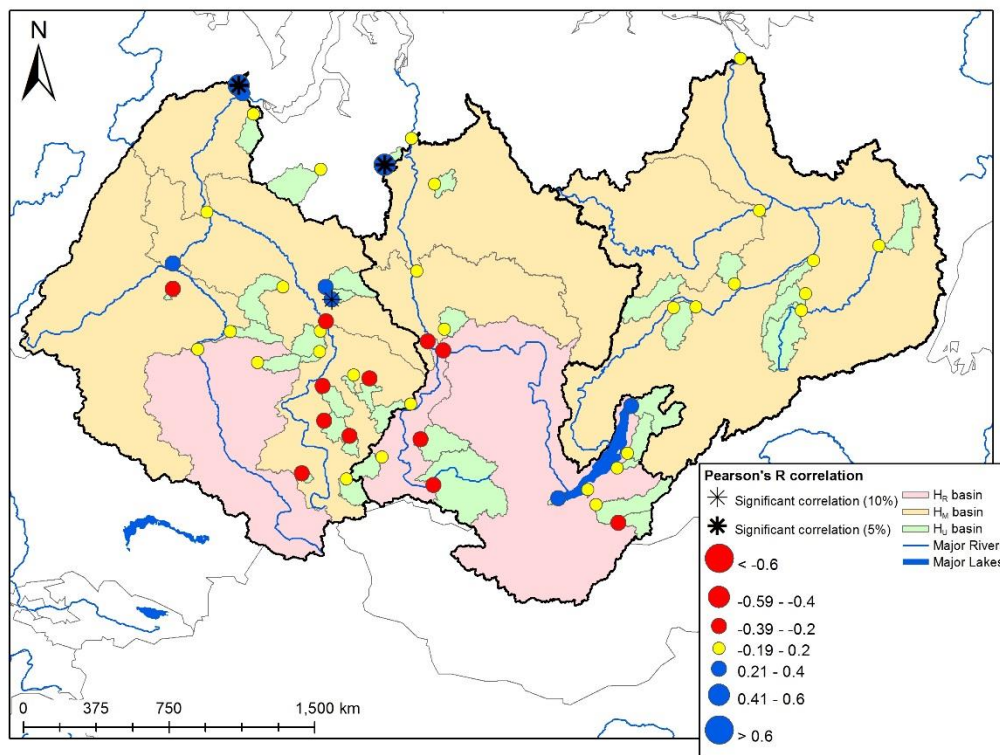 N
Pearson's R correlation
Significant correlation (10%)
Significant correlation (5%)
< -0.6
-0.59 - -0.4
-0.39 - -0.2
-0.19 - 0.2
0.21 - 0.4
0.41 - 0.6
> 0.6
HR basin
HM basin
HU basin
Major River
Major Lakes
0 375 750 1,500 km